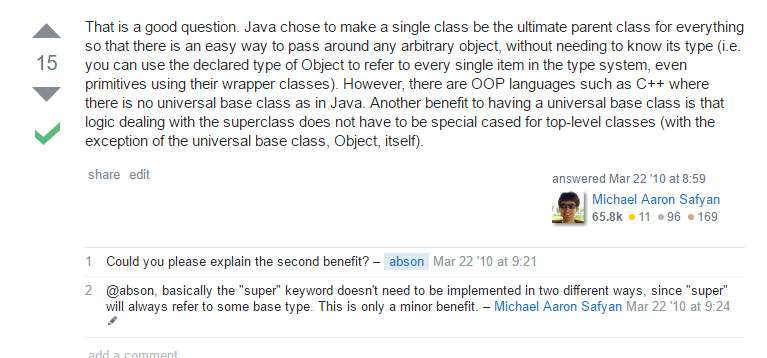 That is a good question. Java chose to make a single class be the ultimate parent class for everything
so that there is an easy way to pass around any arbitrary object, without needing to know its type (i.e.
15
you can use the declared type of Object to refer to every single item in the type system, even
primitives using their wrapper classes). However, there are OOP languages such as C++ where
there is no universal base class as in Java. Another benefit to having a universal base class is that
logic dealing with the superclass does not have to be special cased for top-level classes (with the
exception of the universal base class, Object, itself).
share edit
answered Mar 22 '10 at 8:59
Michael Aaron Safyan
65.8k 11 96 169
1 Could you please explain the second benefit? – abson Mar 22 '10 at 9:21
2 @abson, basically the "super" keyword doesn't need to be implemented in two different ways, since "super"
will always refer to some base type. This is only a minor benefit. – Michael Aaron Safyan Mar 22 '10 at 9:24
add a comment